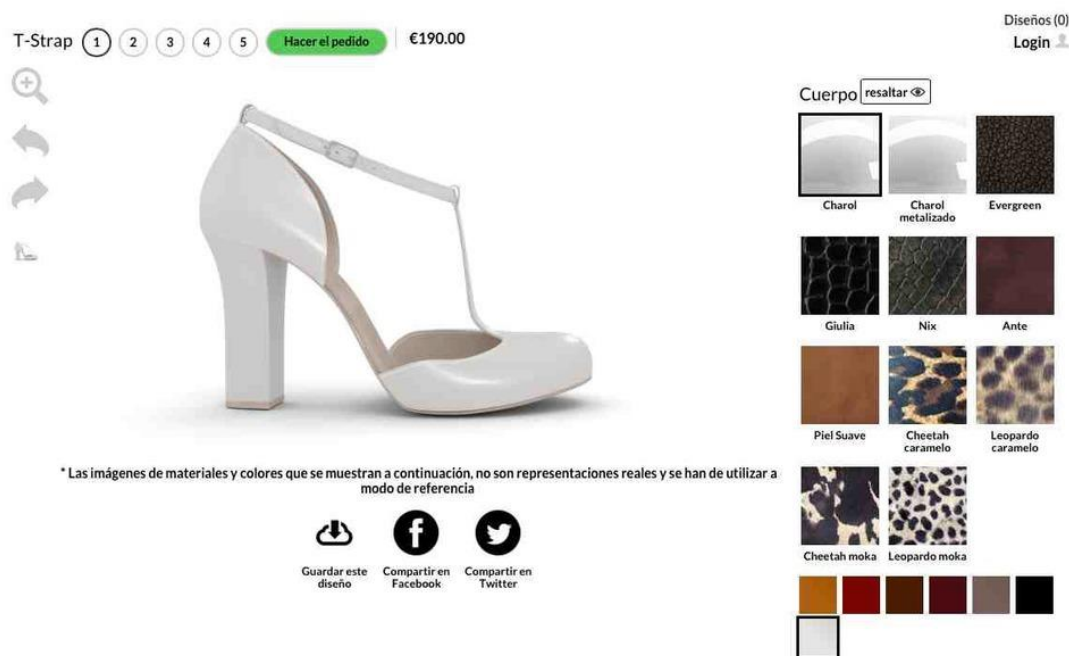 Diseños (0)
T-Strap 1 2 3 4 5 Hacer el pedido €190.00
Login
Cuerpo resaltar
Charol
Charol
metalizado
Evergreen
Giulia
Nix
Ante
Piel Suave
Cheetah
caramelo
Leopardo
caramelo
Cheetah moka
Leopardo moka
* Las imágenes de materiales y colores que se muestran a continuación, no son representaciones reales y se han de utilizar a
modo de referencia
Guardar este
diseño
Compartir en
Facebook
Compartir en
Twitter